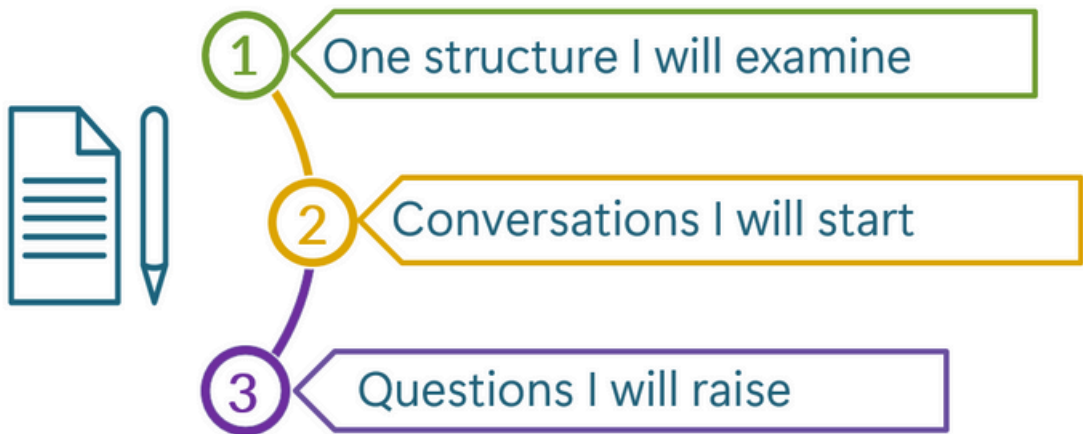 1 One structure I will examine
2 Conversations I will start
3 Questions I will raise